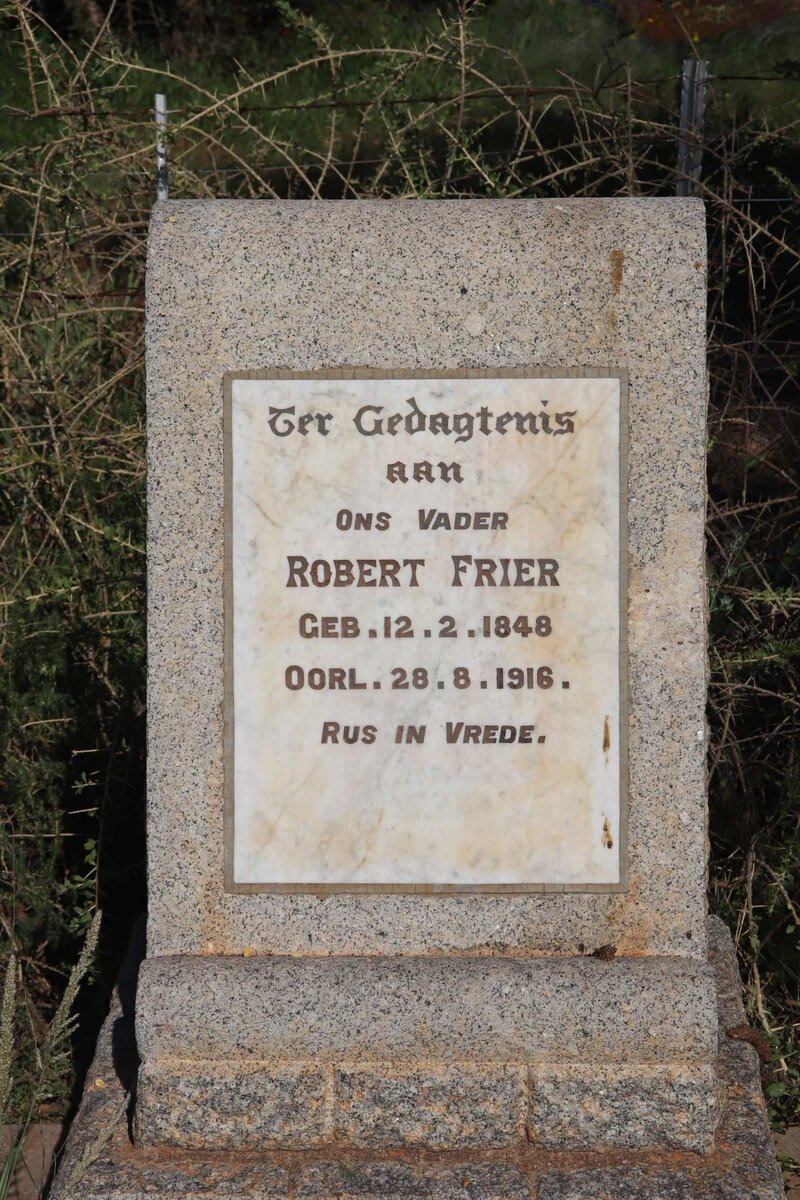 Ter Gedagtenis
aan
ONS VADER
ROBERT FRIER
GEB. 12. 2. 1848
OORL. 28. 8. 1916.
RUS IN VREDE.